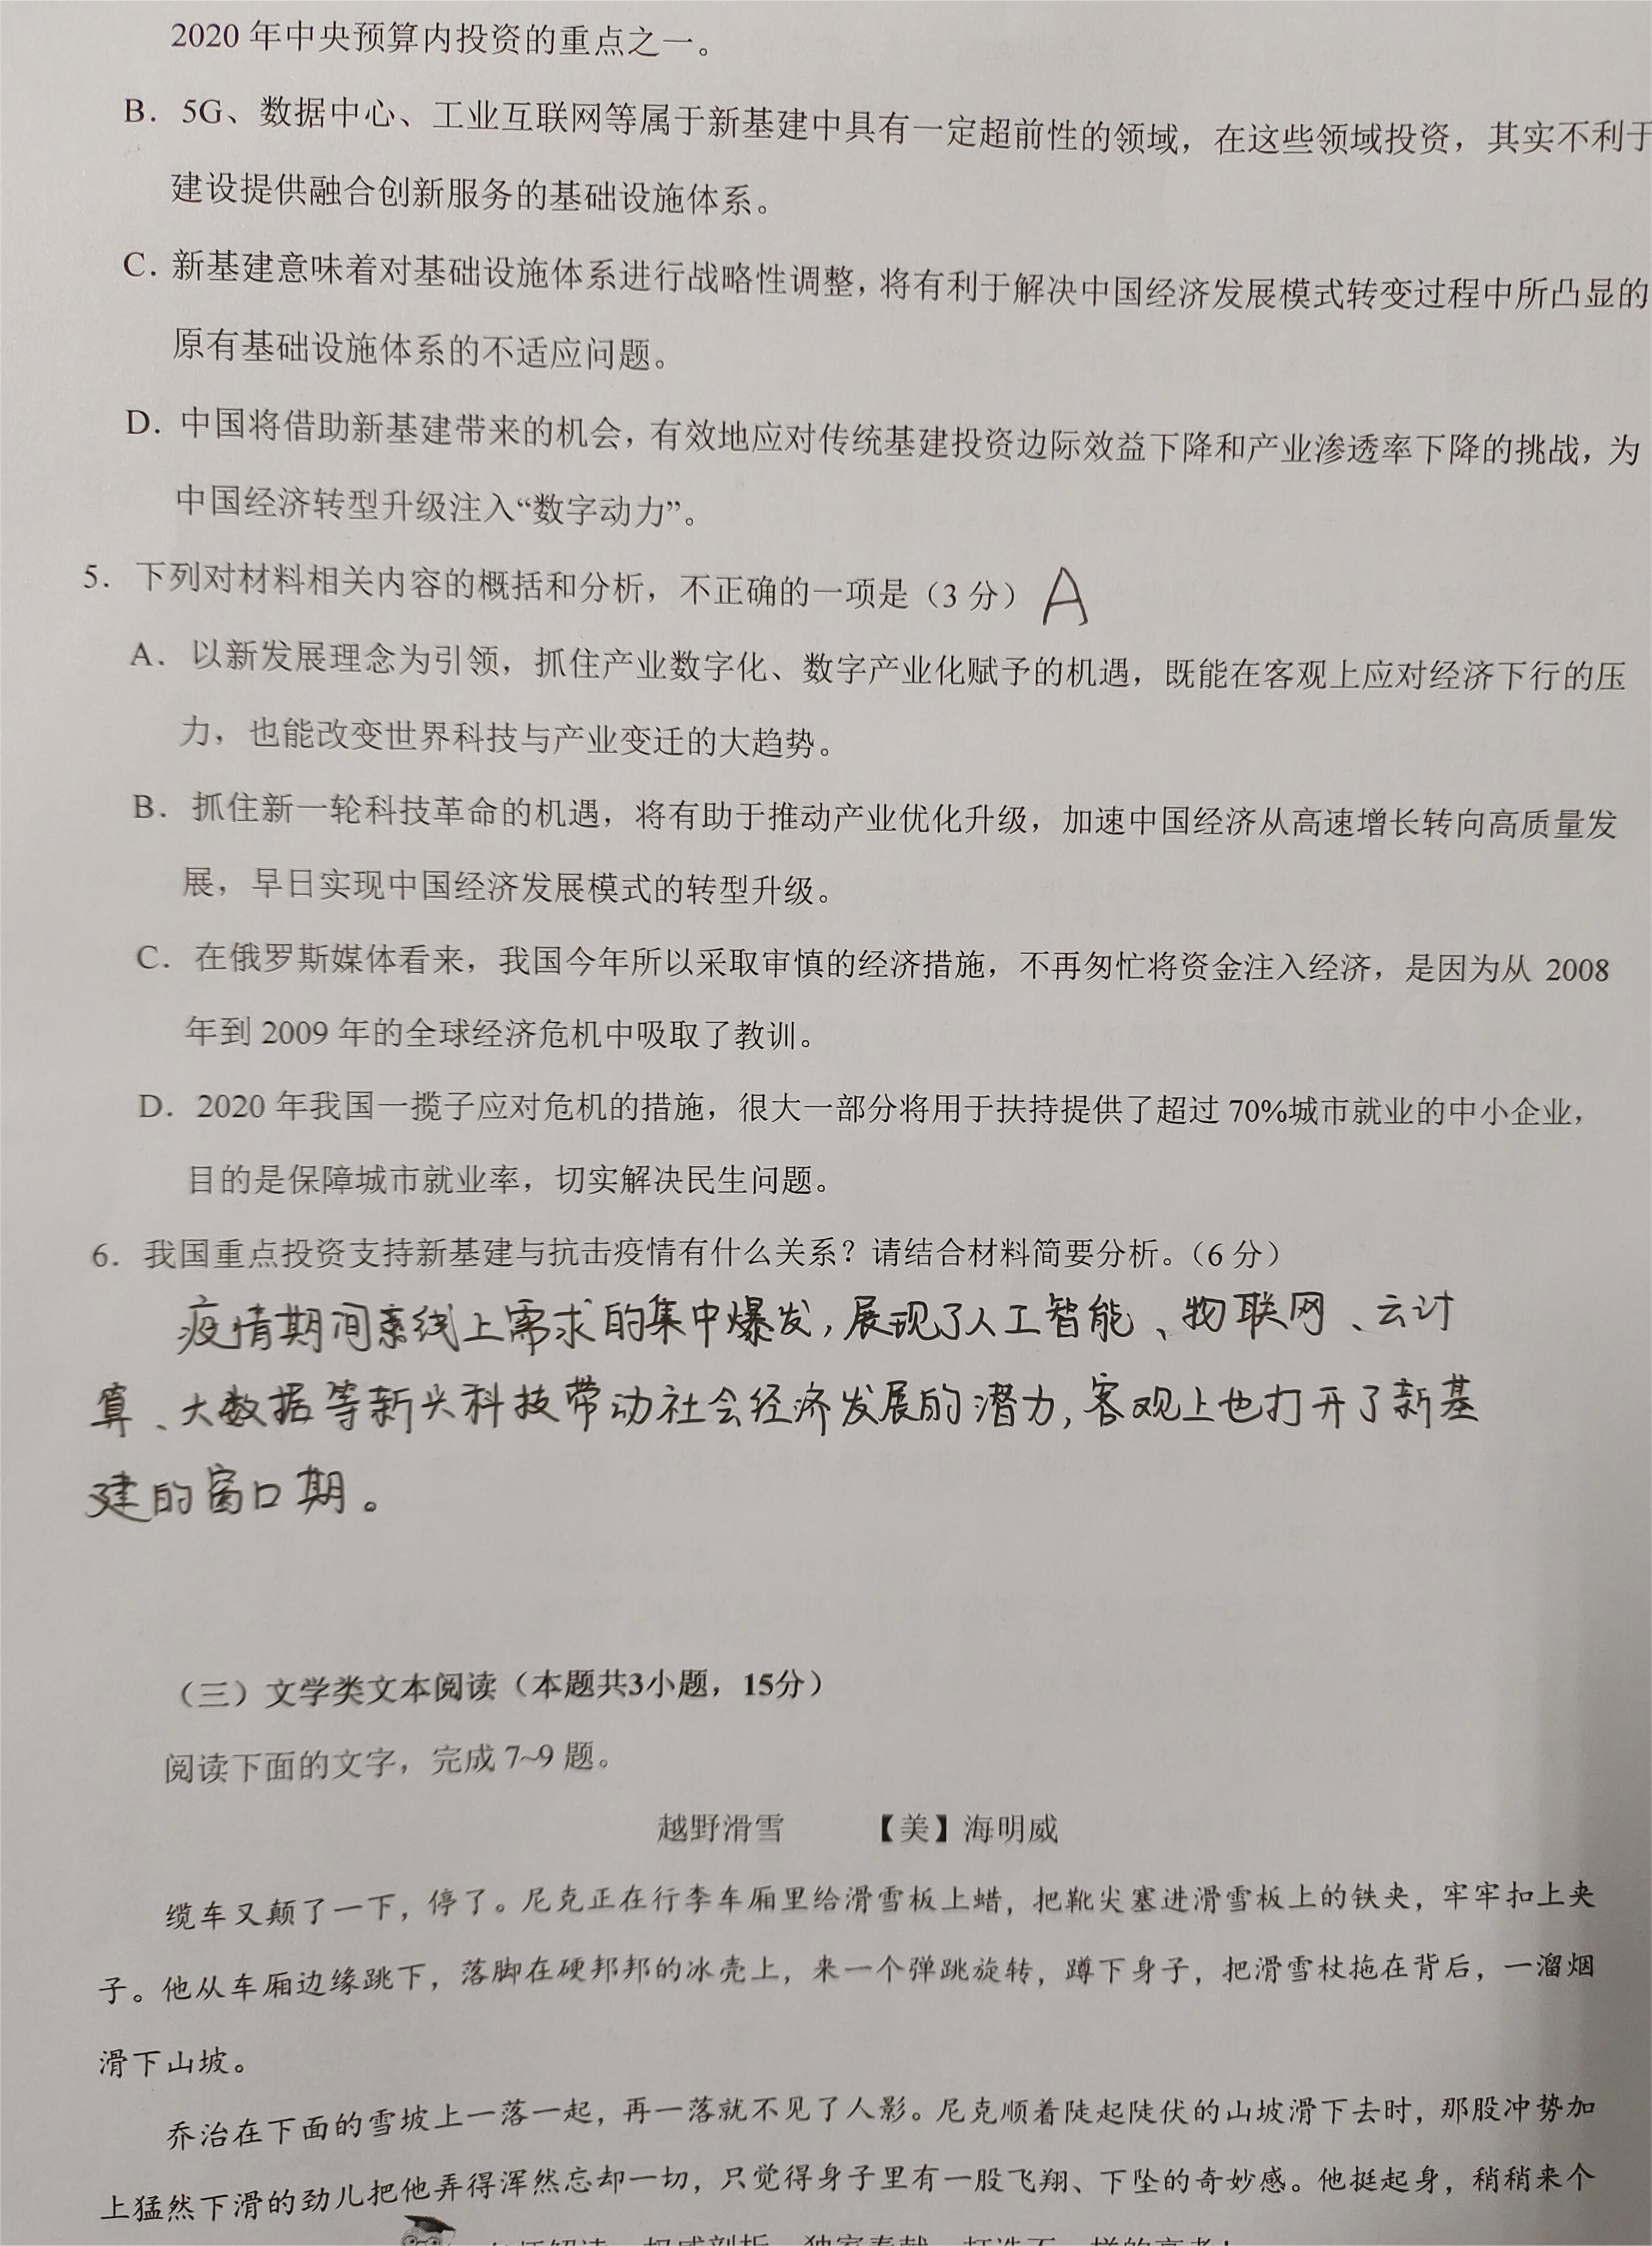 2020 年中央预算内投资的重点之一。
B．5G、数据中心、工业互联网等属于新基建中具有一定超前性的领域，在这些领域投资，其实不利于
建设提供融合创新服务的基础设施体系。
C．新基建意味着对基础设施体系进行战略性调整，将有利于解决中国经济发展模式转变过程中所凸显的
原有基础设施体系的不适应问题。
D．中国将借助新基建带来的机会，有效地应对传统基建投资边际效益下降和产业渗透率下降的挑战，为
中国经济转型升级注入“数字动力”。
5．下列对材料相关内容的概括和分析，不正确的一项是（3 分） A
A．以新发展理念为引领，抓住产业数字化、数字产业化赋予的机遇，既能在客观上应对经济下行的压
力，也能改变世界科技与产业变迁的大趋势。
B．抓住新一轮科技革命的机遇，将有助于推动产业优化升级，加速中国经济从高速增长转向高质量发
展，早日实现中国经济发展模式的转型升级。
C．在俄罗斯媒体看来，我国今年所以采取审慎的经济措施，不再匆忙将资金注入经济，是因为从 2008
年到 2009 年的全球经济危机中吸取了教训。
D．2020 年我国一揽子应对危机的措施，很大一部分将用于扶持提供了超过 70%城市就业的中小企业，
目的是保障城市就业率，切实解决民生问题。
6．我国重点投资支持新基建与抗击疫情有什么关系？请结合材料简要分析。（6 分）
疫情期间线上需求的集中爆发，展现了人工智能、物联网、云计
算、大数据等新兴科技带动社会经济发展的潜力，客观上也打开了新基
建的窗口期。
（三）文学类文本阅读（本题共3小题，15分）
阅读下面的文字，完成 7~9 题。
越野滑雪 【美】海明威
缆车又颠了一下，停了。尼克正在行李车厢里给滑雪板上蜡，把靴尖塞进滑雪板上的铁夹，牢牢扣上夹
子。他从车厢边缘跳下，落脚在硬邦邦的冰壳上，来一个弹跳旋转，蹲下身子，把滑雪杖拖在背后，一溜烟
滑下山坡。
乔治在下面的雪坡上一落一起，再一落就不见了人影。尼克顺着陡起陡伏的山坡滑下去时，那股冲势加
上猛然下滑的劲儿把他弄得浑然忘却一切，只觉得身子里有一股飞翔、下坠的奇妙感。他挺起身，稍稍来个